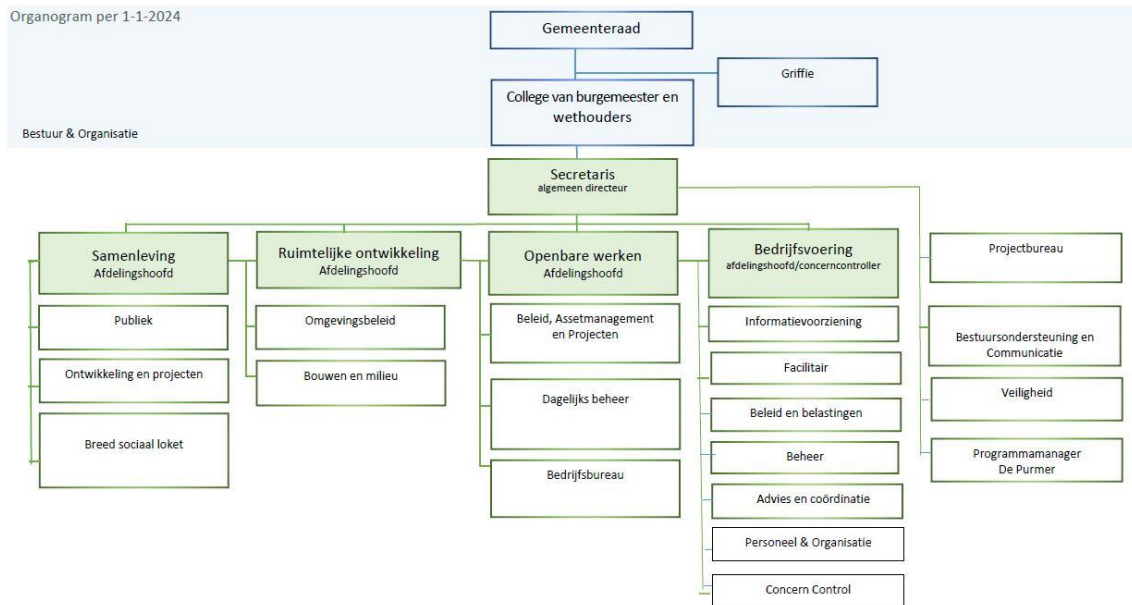 Organogram per 1-1-2024
Gemeenteraad
Griffie
College van burgemeester en
wethouders
Bestuur & Organisatie
Secretaris
algemeen directeur
Samenleving
Afdelingshoofd
Publiek
Ontwikkeling en projecten
Breed sociaal loket
Ruimtelijke ontwikkeling
Afdelingshoofd
Omgevingsbeleid
Bouwen en milieu
Openbare werken
Afdelingshoofd
Beleid, Assetmanagement
en Projecten
Dagelijks beheer
Bedrijfsbureau
Bedrijfsvoering
afdelingshoofd/concerncontroller
Informatievoorziening
Facilitair
Beleid en belastingen
Beheer
Advies en coördinatie
Personeel & Organisatie
Concern Control
Projectbureau
Bestuursondersteuning en
Communicatie
Veiligheid
Programmamanager
De Purmer